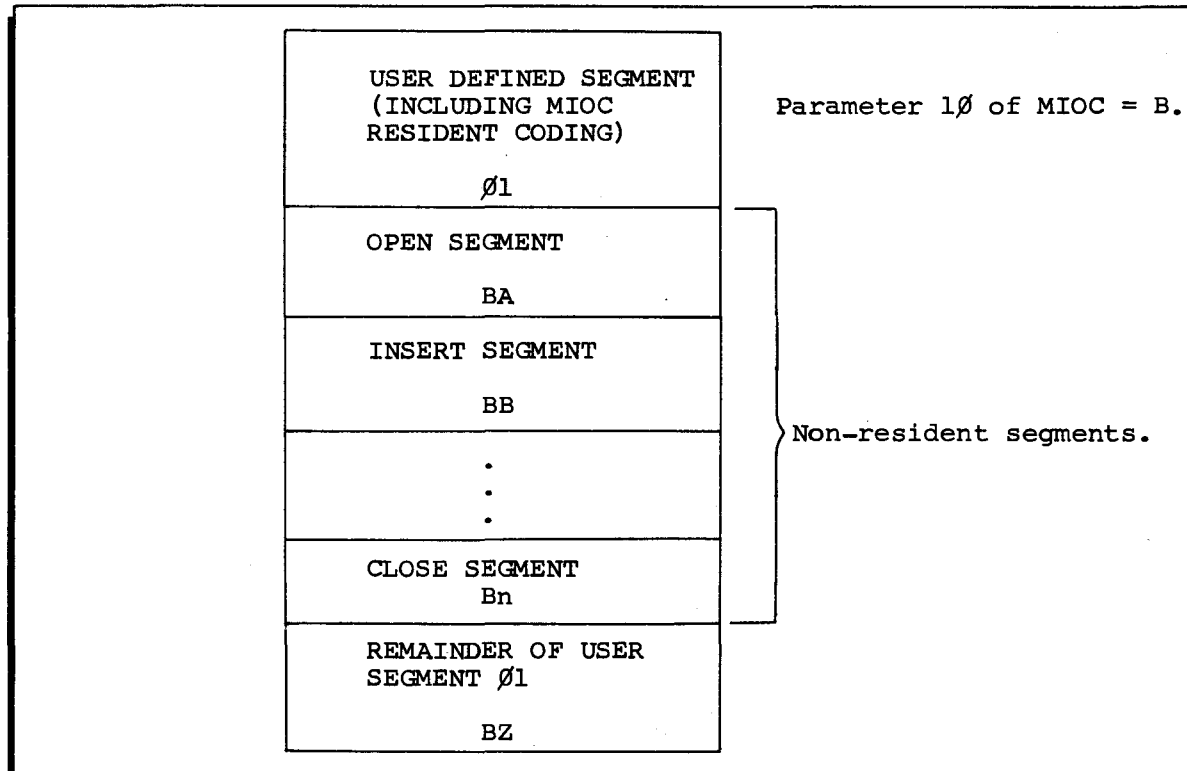 USER DEFINED SEGMENT
(INCLUDING MIOC
RESIDENT CODING)
Ø1
Parameter 1Ø of MIOC = B.
OPEN SEGMENT
BA
INSERT SEGMENT
BB
Non-resident segments.
.
.
.
CLOSE SEGMENT
Bn
REMAINDER OF USER
SEGMENT Ø1
BZ